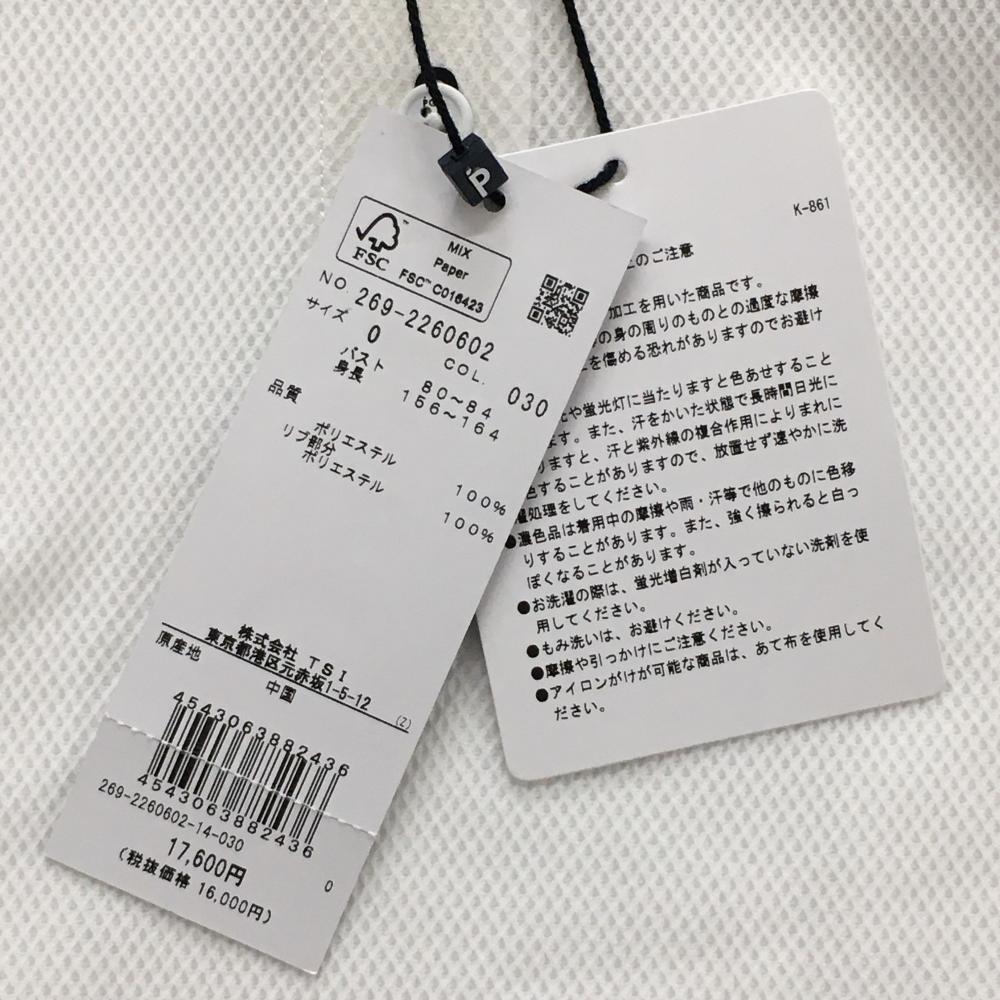 P
MIX
Paper
FSC™ C016423
FSC
NO. 269-2260602
サイズ 0 COL. 030
バスト 80~84
身長 156~164
品質
ポリエステル 100%
リブ部分
ポリエステル 100%
株式会社 TSI
東京都港区元赤坂1-5-12
(Z)
原産地 中国
4543063882436
4543063882436
269-2260602-14-030
17,600円
(税抜価格 16,000円)
0
K-861
のご注意
加工を用いた商品です。
の身の周りのものとの過度な摩擦
を傷める恐れがありますのでお避け
や蛍光灯に当たりますと色あせすること
ます。また、汗をかいた状態で長時間日光に
りますと、汗と紫外線の複合作用によりまれに
色することがありますので、放置せず速やかに洗
濯処理をしてください。
●濃色品は着用中の摩擦や雨・汗等で他のものに色移
りすることがあります。また、強く擦られると白っ
ぽくなることがあります。
●お洗濯の際は、蛍光増白剤が入っていない洗剤を使
用してください。
●もみ洗いは、お避けください。
●摩擦や引っかけにご注意ください。
●アイロンがけが可能な商品は、あて布を使用してく
ださい。